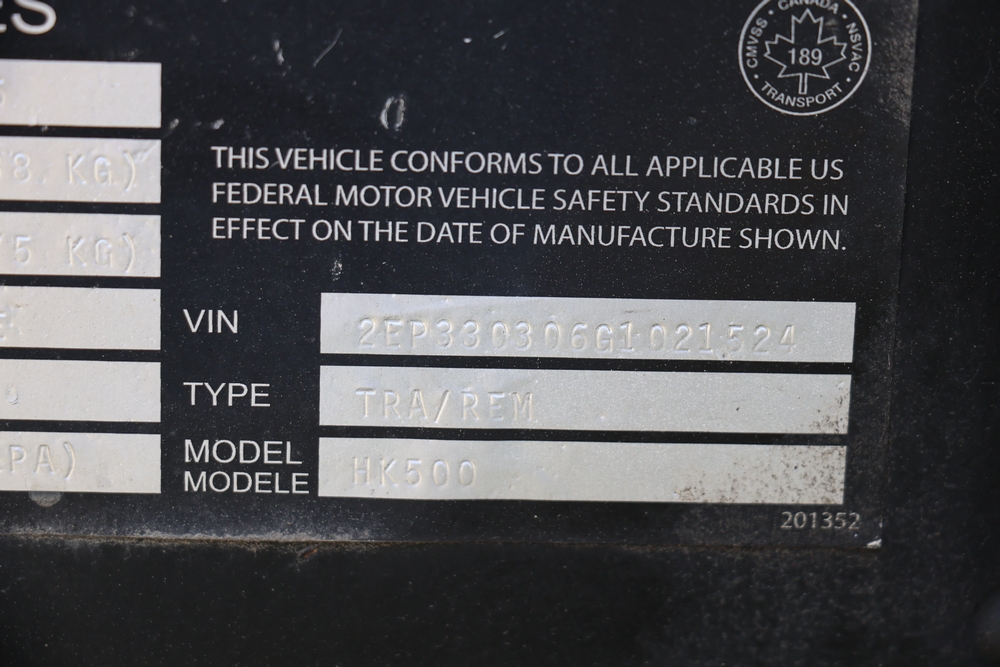 CANADA
CMVSS · NSVAC
189
TRANSPORT
THIS VEHICLE CONFORMS TO ALL APPLICABLE US
FEDERAL MOTOR VEHICLE SAFETY STANDARDS IN
EFFECT ON THE DATE OF MANUFACTURE SHOWN.
8 KG)
5 KG)
VIN 2EP330306G1021524
TYPE TRA/REM
PA)
MODEL
MODELE HK500
201352